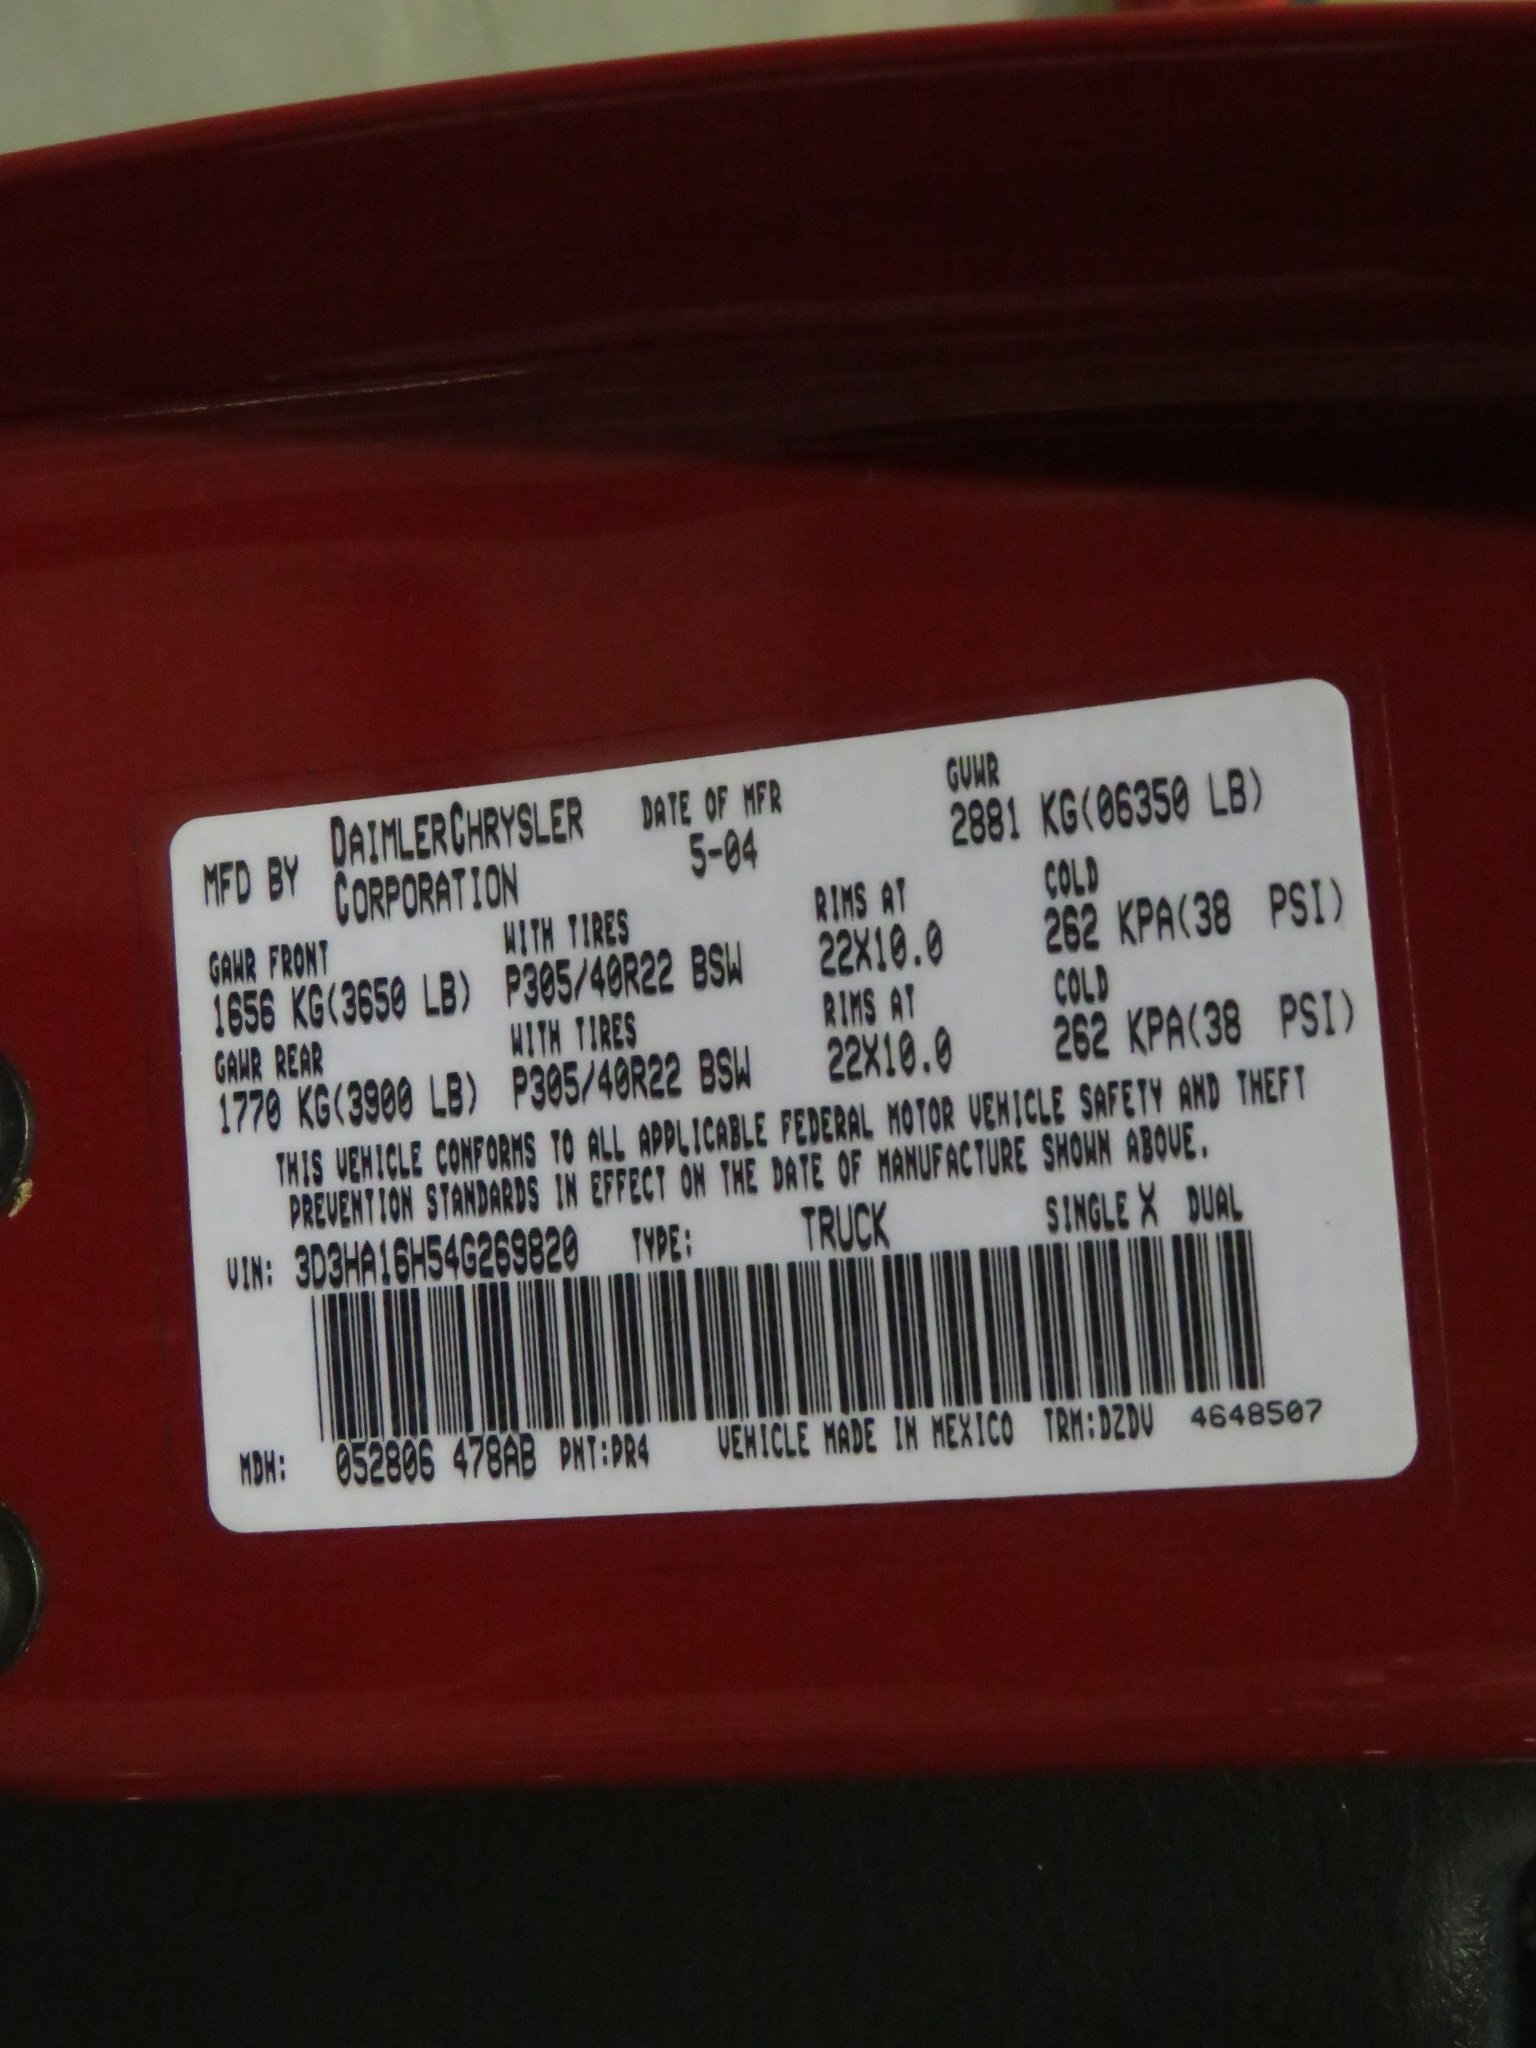 MFD BY DAIMLERCHRYSLER CORPORATION DATE OF MFR 5-04 GVWR 2881 KG(06350 LB)
GAWR FRONT WITH TIRES RIMS AT COLD
1656 KG(3650 LB) P305/40R22 BSW 22X10.0 262 KPA(38 PSI)
GAWR REAR WITH TIRES RIMS AT COLD
1770 KG(3900 LB) P305/40R22 BSW 22X10.0 262 KPA(38 PSI)
THIS VEHICLE CONFORMS TO ALL APPLICABLE FEDERAL MOTOR VEHICLE SAFETY AND THEFT
PREVENTION STANDARDS IN EFFECT ON THE DATE OF MANUFACTURE SHOWN ABOVE.
VIN: 3D3HA16H54G269820 TYPE: TRUCK SINGLE X DUAL
MDH: 052806 478AB PNT:PR4 VEHICLE MADE IN MEXICO TRM:DZDV 4648507